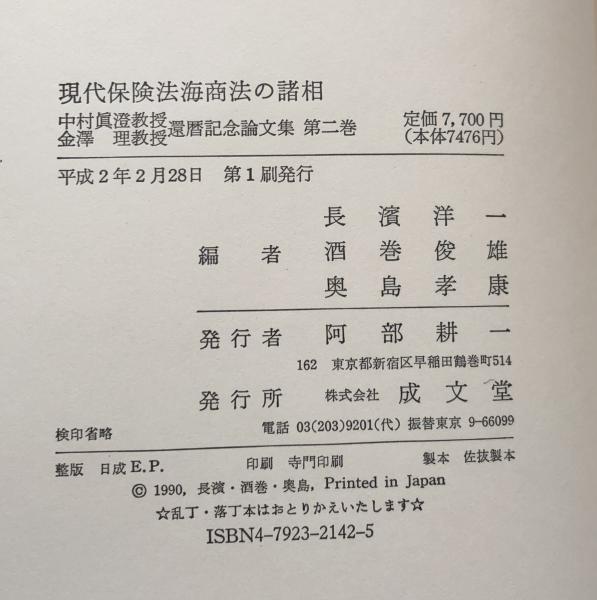 現代保険法海商法の諸相
中村眞澄教授
金澤 理教授 還暦記念論文集 第二巻
定価7,700円
(本体7476円)
平成2年2月28日 第1刷発行
長濱洋一
編者 酒巻俊雄
奥島孝康
発行者 阿部耕一
162 東京都新宿区早稲田鶴巻町514
発行所 株式会社 成文堂
電話 03(203)9201(代) 振替東京 9-66099
検印省略
整版 日成E.P. 印刷 寺門印刷 製本 佐抜製本
© 1990, 長濱・酒巻・奥島, Printed in Japan
☆乱丁・落丁本はおとりかえいたします☆
ISBN4-7923-2142-5